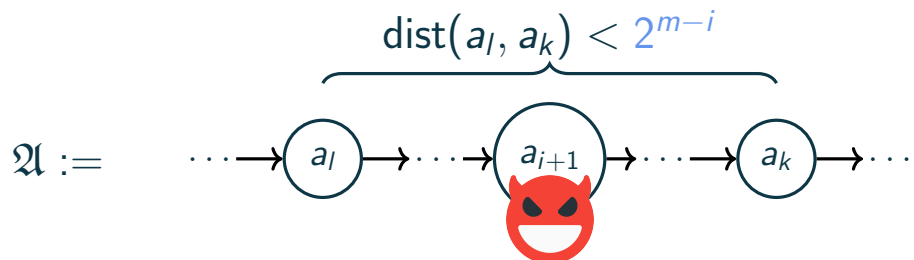 dist(a_l, a_k) < 2^{m−i}
𝔄 := ⋯ a_l ⋯ a_{i+1} ⋯ a_k ⋯